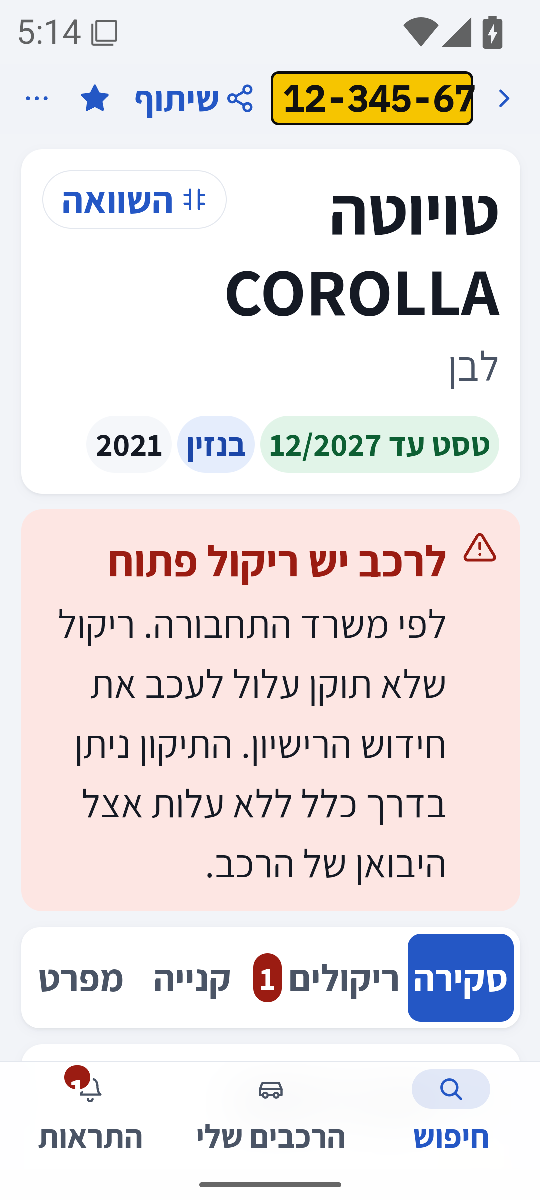 5:14
12-345-67
שיתוף
...
טויוטה
השוואה
COROLLA
לבן
טסט עד 12/2027
בנזין
2021
לרכב יש ריקול פתוח
לפי משרד התחבורה. ריקול
שלא תוקן עלול לעכב את
חידוש הרישיון. התיקון ניתן
בדרך כלל ללא עלות אצל
היבואן של הרכב.
סקירה
ריקולים 1
קנייה
מפרט
חיפוש
הרכבים שלי
1
התראות